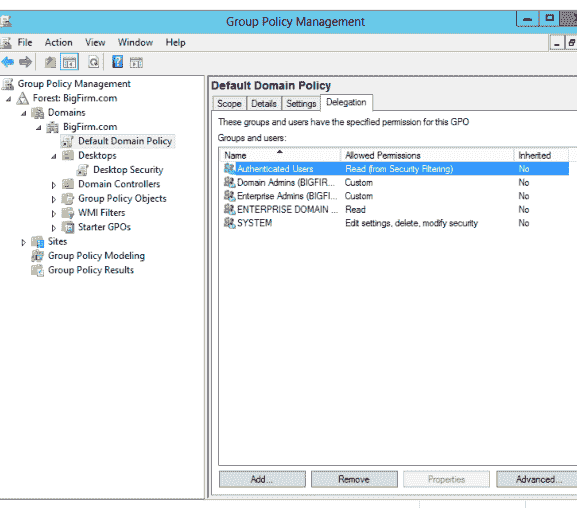 Group Policy Management
File Action View Window Help
Group Policy Management
Forest: BigFirm.com
Domains
BigFirm.com
Default Domain Policy
Desktops
Desktop Security
Domain Controllers
Group Policy Objects
WMI Filters
Starter GPOs
Sites
Group Policy Modeling
Group Policy Results
Default Domain Policy
Scope Details Settings Delegation
These groups and users have the specified permission for this GPO
Groups and users:
Name Allowed Permissions Inherited
Authenticated Users Read (from Security Filtering) No
Domain Admins (BIGFIR... Custom No
Enterprise Admins (BIGFI... Custom No
ENTERPRISE DOMAIN ... Read No
SYSTEM Edit settings, delete, modify security No
Add... Remove Properties Advanced...